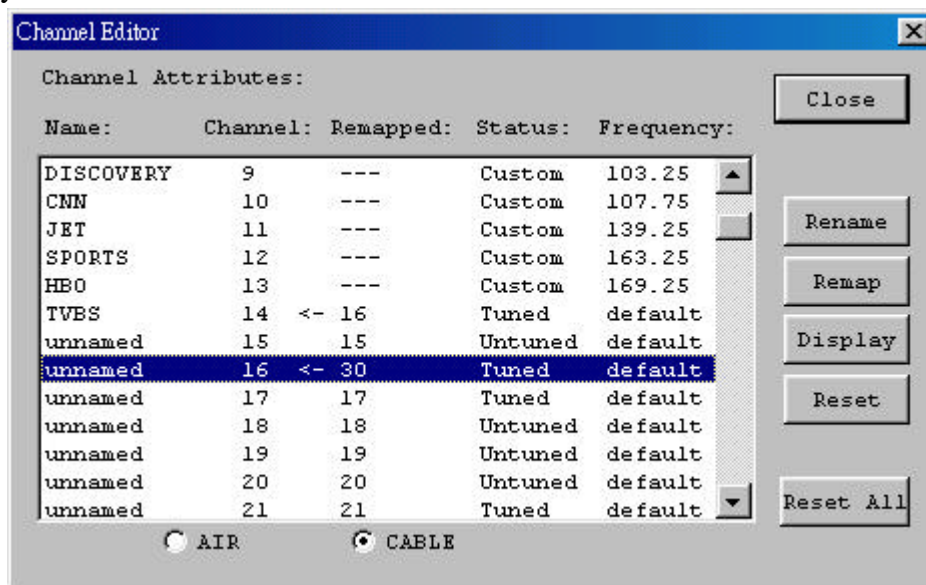 Channel Editor
Channel Attributes:
Name: Channel: Remapped: Status: Frequency:
DISCOVERY 9 --- Custom 103.25
CNN 10 --- Custom 107.75
JET 11 --- Custom 139.25
SPORTS 12 --- Custom 163.25
HBO 13 --- Custom 169.25
TVBS 14 <- 16 Tuned default
unnamed 15 15 Untuned default
unnamed 16 <- 30 Tuned default
unnamed 17 17 Tuned default
unnamed 18 18 Untuned default
unnamed 19 19 Untuned default
unnamed 20 20 Untuned default
unnamed 21 21 Tuned default
AIR CABLE
Close
Rename
Remap
Display
Reset
Reset All